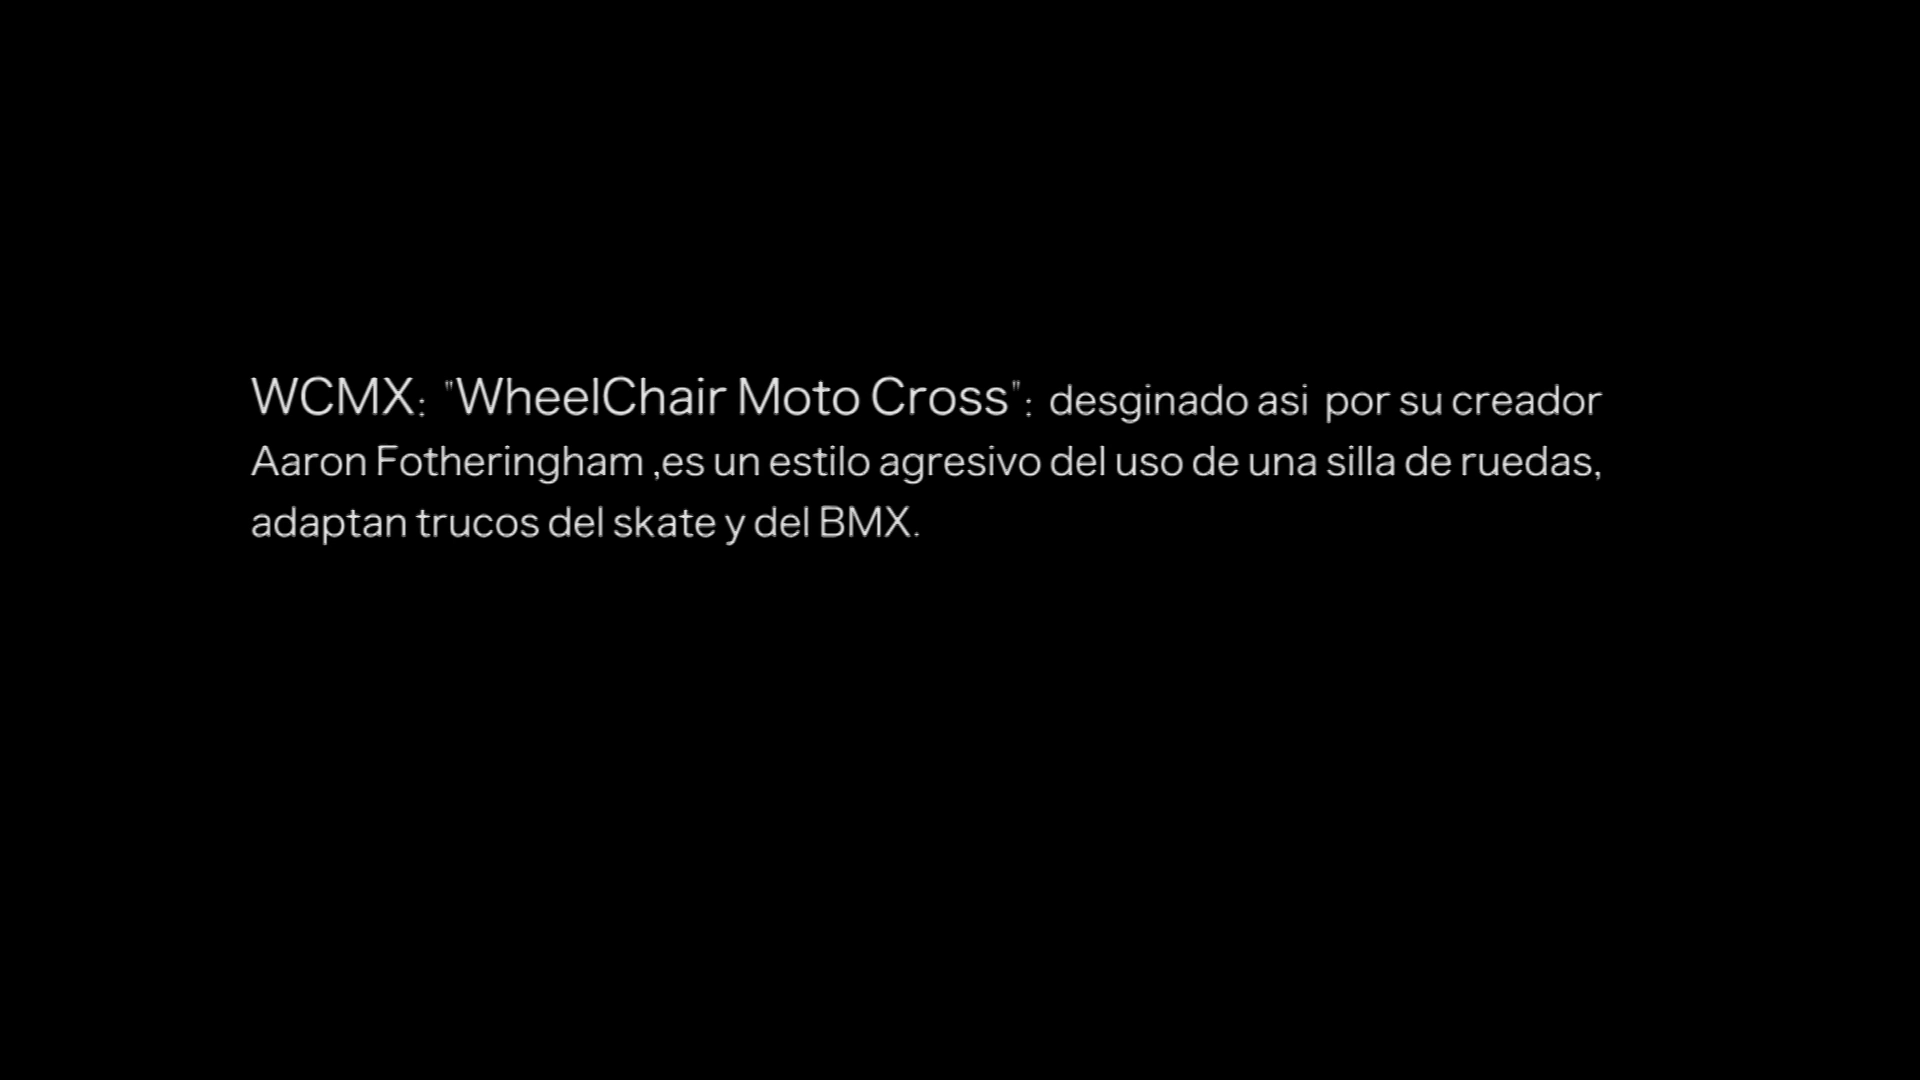 WCMX: "WheelChair Moto Cross": desginado asi por su creador
Aaron Fotheringham ,es un estilo agresivo del uso de una silla de ruedas,
adaptan trucos del skate y del BMX.